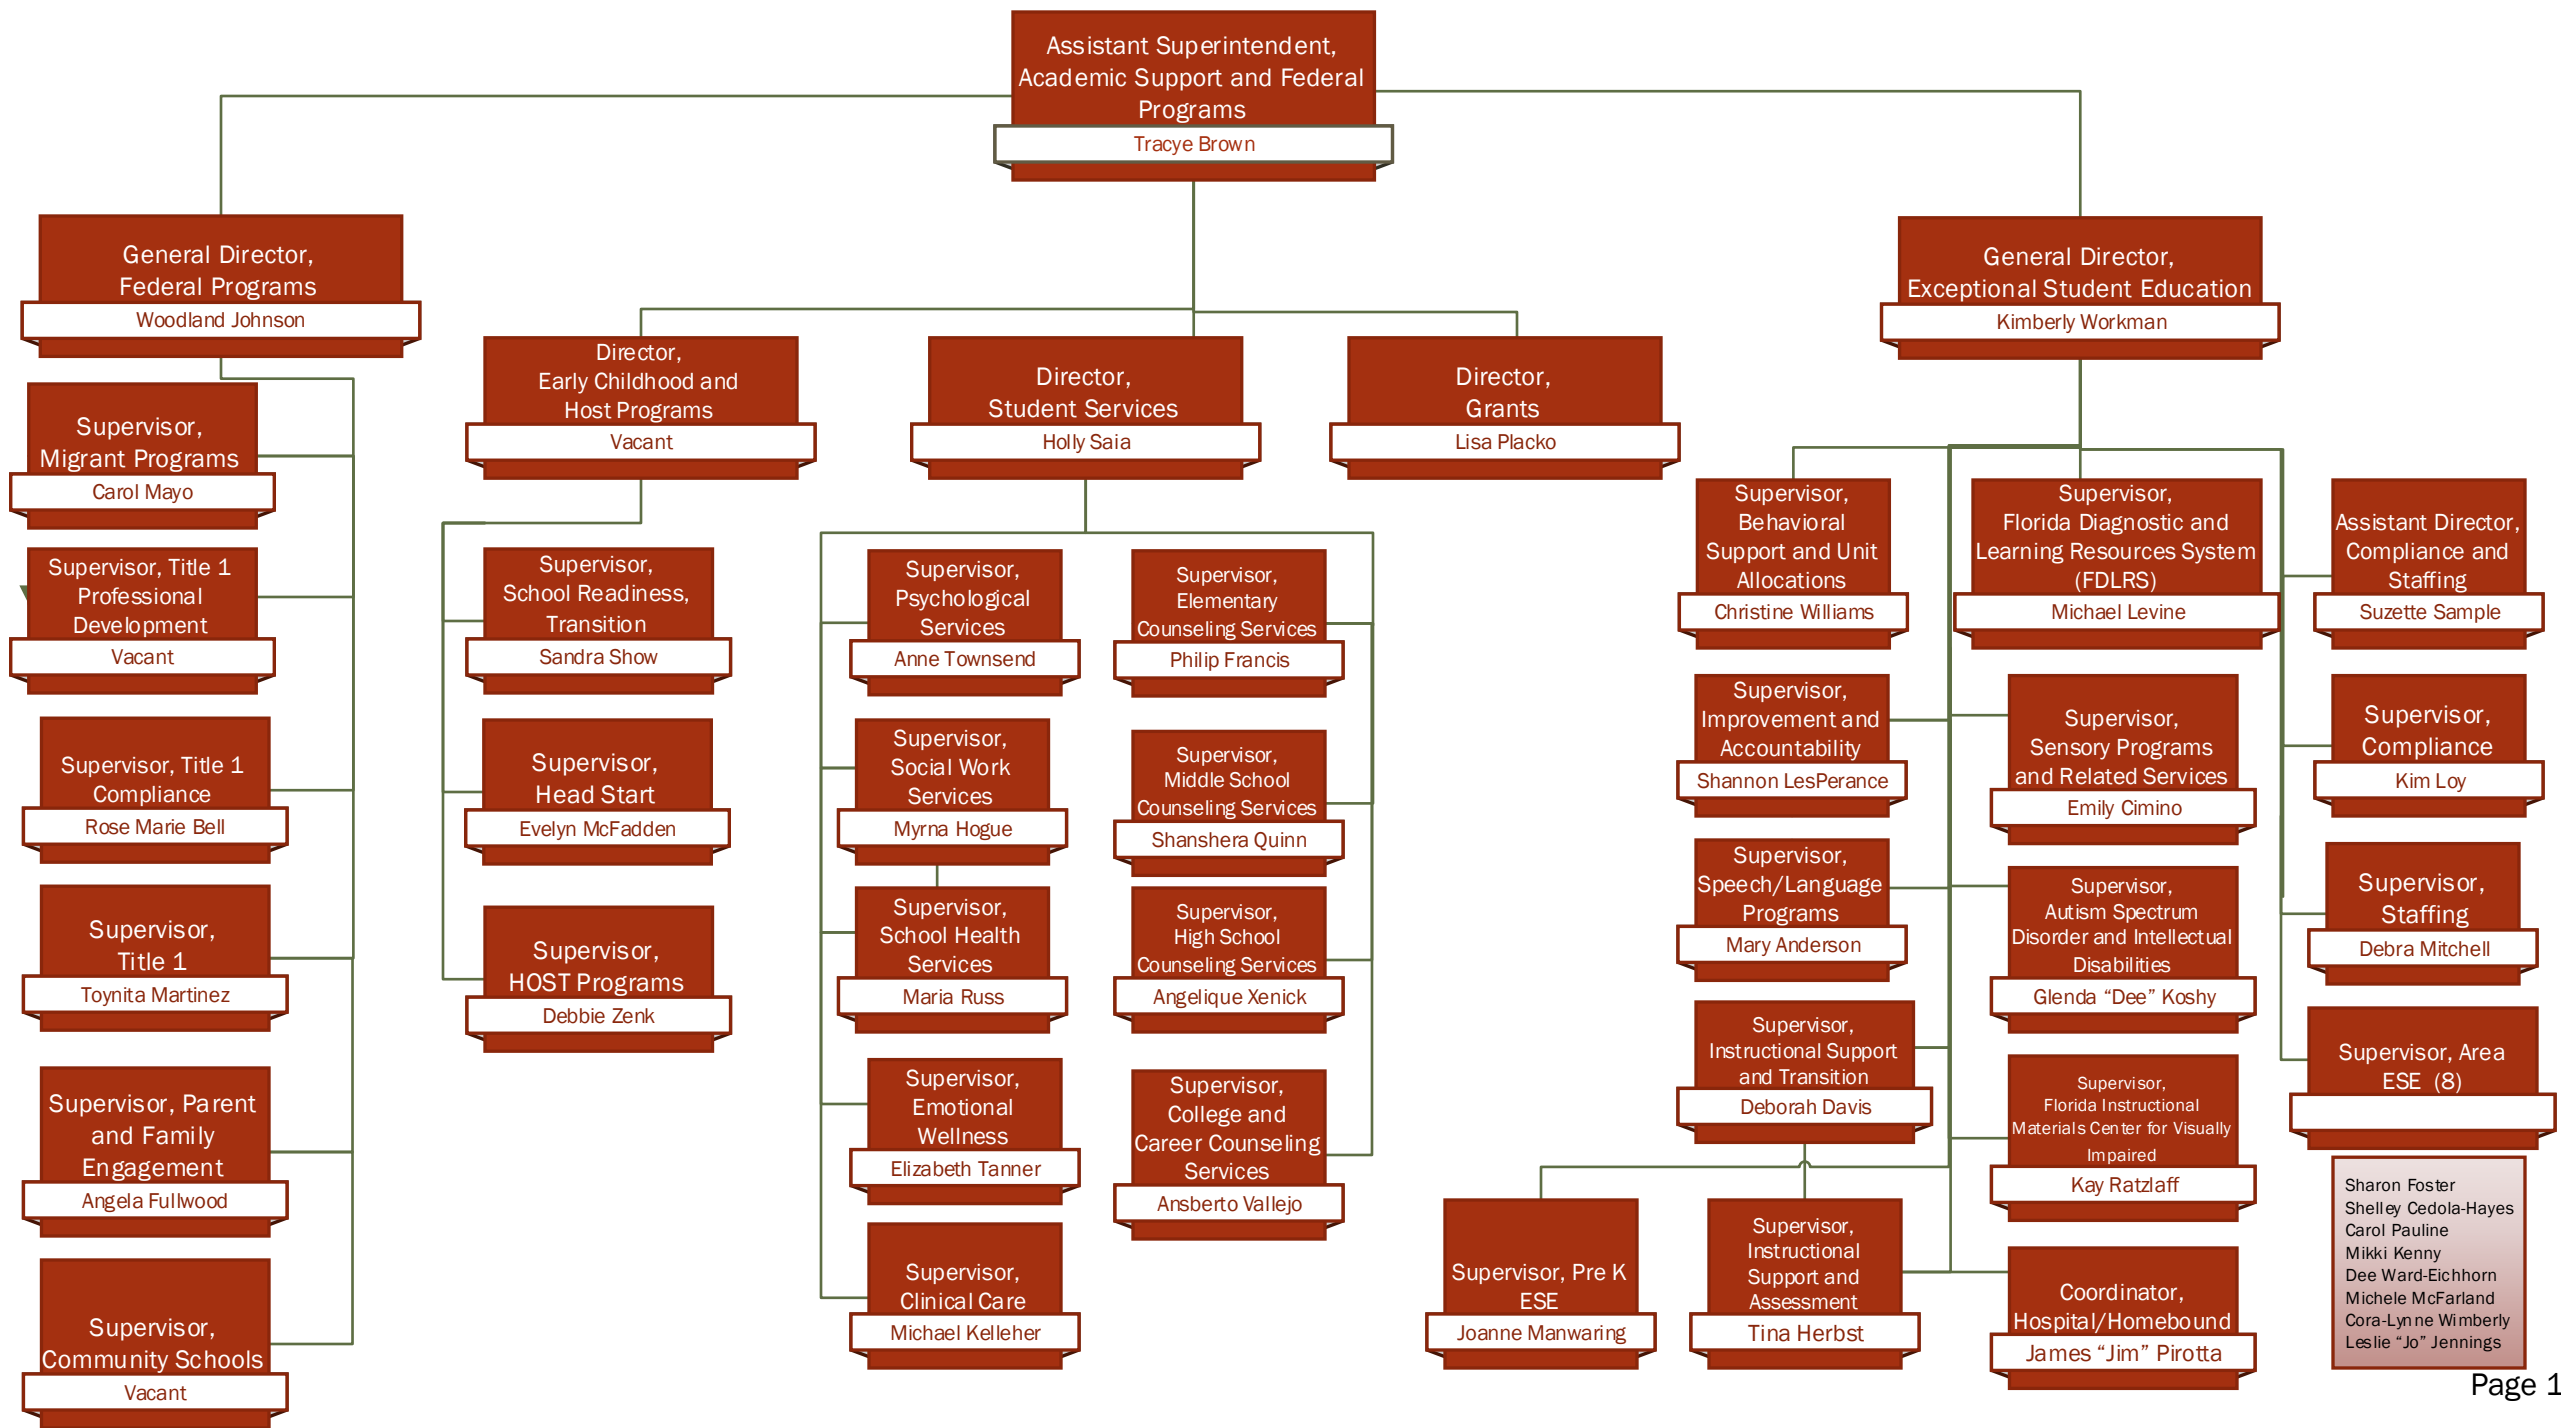 Assistant Superintendent,
Academic Support and Federal
Programs
Tracye Brown
General Director,
Federal Programs
Woodland Johnson
Supervisor,
Migrant Programs
Carol Mayo
Supervisor, Title 1
Professional
Development
Vacant
Supervisor, Title 1
Compliance
Rose Marie Bell
Supervisor,
Title 1
Toynita Martinez
Supervisor, Parent
and Family
Engagement
Angela Fullwood
Supervisor,
Community Schools
Vacant
Director,
Early Childhood and
Host Programs
Vacant
Supervisor,
School Readiness,
Transition
Sandra Show
Supervisor,
Head Start
Evelyn McFadden
Supervisor,
HOST Programs
Debbie Zenk
Director,
Student Services
Holly Saia
Supervisor,
Psychological
Services
Anne Townsend
Supervisor,
Social Work
Services
Myrna Hogue
Supervisor,
School Health
Services
Maria Russ
Supervisor,
Emotional
Wellness
Elizabeth Tanner
Supervisor,
Clinical Care
Michael Kelleher
Supervisor,
Elementary
Counseling Services
Philip Francis
Supervisor,
Middle School
Counseling Services
Shanshera Quinn
Supervisor,
High School
Counseling Services
Angelique Xenick
Supervisor,
College and
Career Counseling
Services
Ansberto Vallejo
Director,
Grants
Lisa Placko
General Director,
Exceptional Student Education
Kimberly Workman
Supervisor,
Behavioral
Support and Unit
Allocations
Christine Williams
Supervisor,
Improvement and
Accountability
Shannon LesPerance
Supervisor,
Speech/Language
Programs
Mary Anderson
Supervisor,
Instructional Support
and Transition
Deborah Davis
Supervisor, Pre K
ESE
Joanne Manwaring
Supervisor,
Instructional
Support and
Assessment
Tina Herbst
Supervisor,
Florida Diagnostic and
Learning Resources System
(FDLRS)
Michael Levine
Supervisor,
Sensory Programs
and Related Services
Emily Cimino
Supervisor,
Autism Spectrum
Disorder and Intellectual
Disabilities
Glenda “Dee” Koshy
Supervisor,
Florida Instructional
Materials Center for Visually
Impaired
Kay Ratzlaff
Coordinator,
Hospital/Homebound
James “Jim” Pirotta
Assistant Director,
Compliance and
Staffing
Suzette Sample
Supervisor,
Compliance
Kim Loy
Supervisor,
Staffing
Debra Mitchell
Supervisor, Area
ESE (8)
Sharon Foster
Shelley Cedola-Hayes
Carol Pauline
Mikki Kenny
Dee Ward-Eichhorn
Michele McFarland
Cora-Lynne Wimberly
Leslie “Jo” Jennings
Page 1